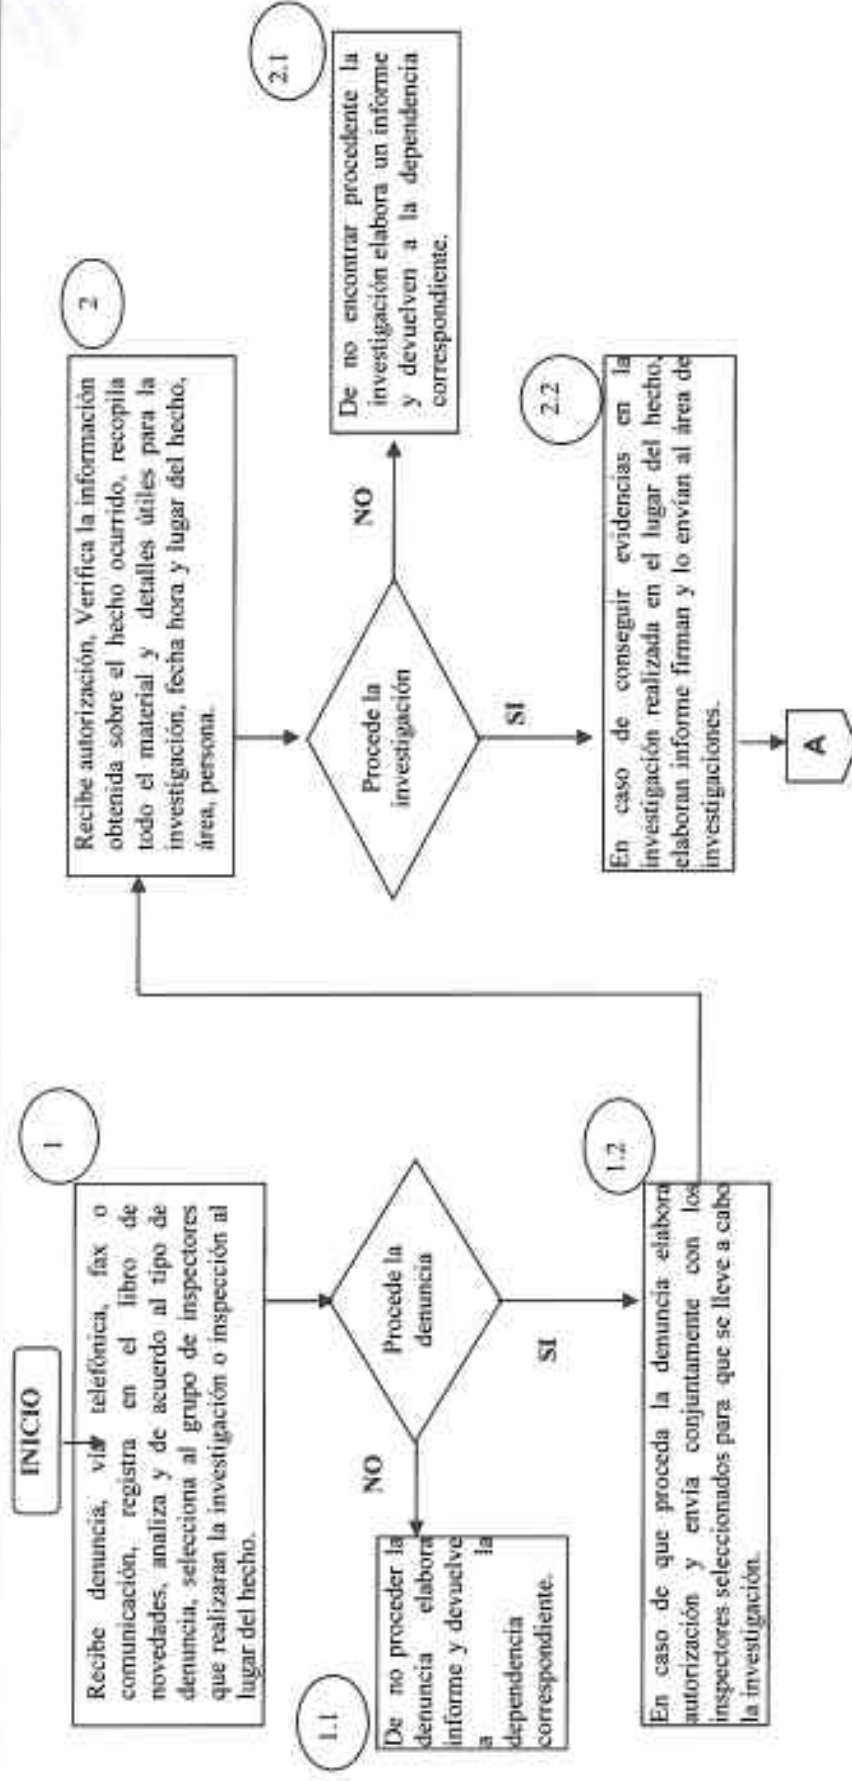 INICIO
1
Recibe denuncia, vía telefónica, fax o
comunicación, registra en el libro de
novedades, analiza y de acuerdo al tipo de
denuncia, selecciona al grupo de inspectores
que realizaran la investigación o inspección al
lugar del hecho.
Procede la
denuncia
NO
SI
1.1
De no proceder la
denuncia elabora
informe y devuelve
a la
dependencia
correspondiente.
1.2
En caso de que proceda la denuncia elabora
autorización y envía conjuntamente con los
inspectores seleccionados para que se lleve a cabo
la investigación.
2
Recibe autorización, Verifica la información
obtenida sobre el hecho ocurrido, recopila
todo el material y detalles útiles para la
investigación, fecha hora y lugar del hecho,
área, persona.
Procede la
investigación
NO
SI
2.1
De no encontrar procedente la
investigación elabora un informe
y devuelven a la dependencia
correspondiente.
2.2
En caso de conseguir evidencias en la
investigación realizada en el lugar del hecho,
elaboran informe firman y lo envían al área de
investigaciones.
A